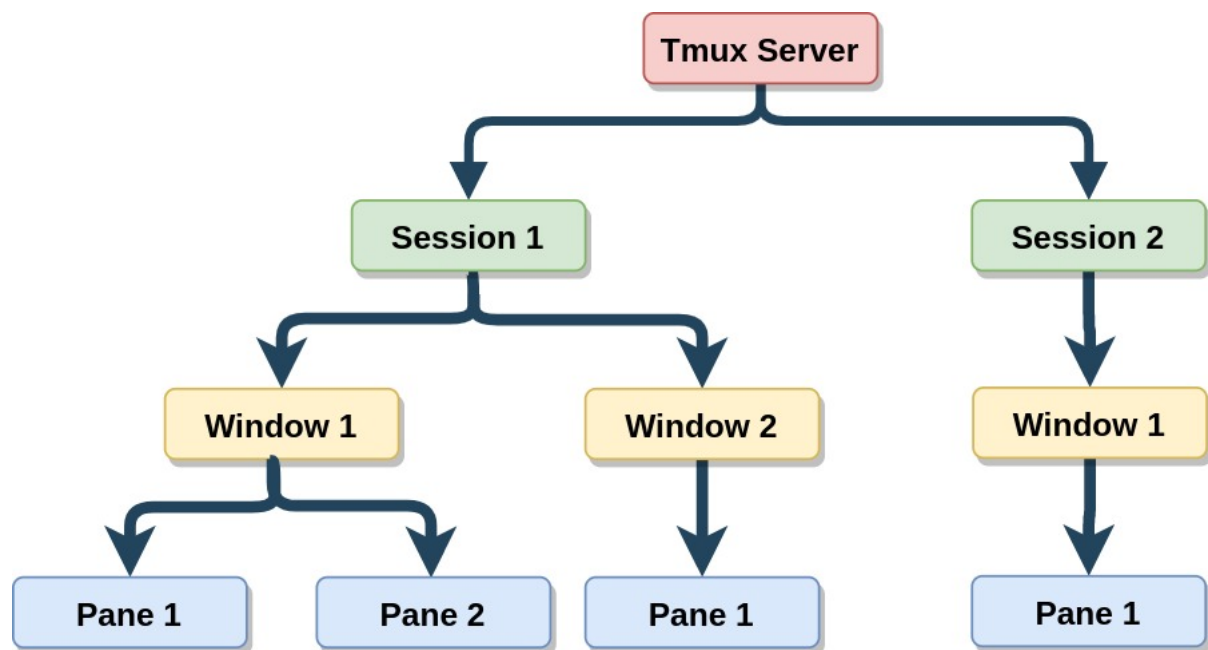 Tmux Server
Session 1
Session 2
Window 1
Window 2
Window 1
Pane 1
Pane 2
Pane 1
Pane 1